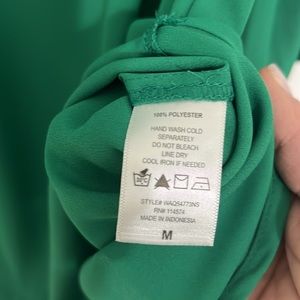 100% POLYESTER
HAND WASH COLD
SEPARATELY
DO NOT BLEACH
LINE DRY
COOL IRON IF NEEDED
STYLE# WAQ54773NS
RN# 114574
MADE IN INDONESIA
M